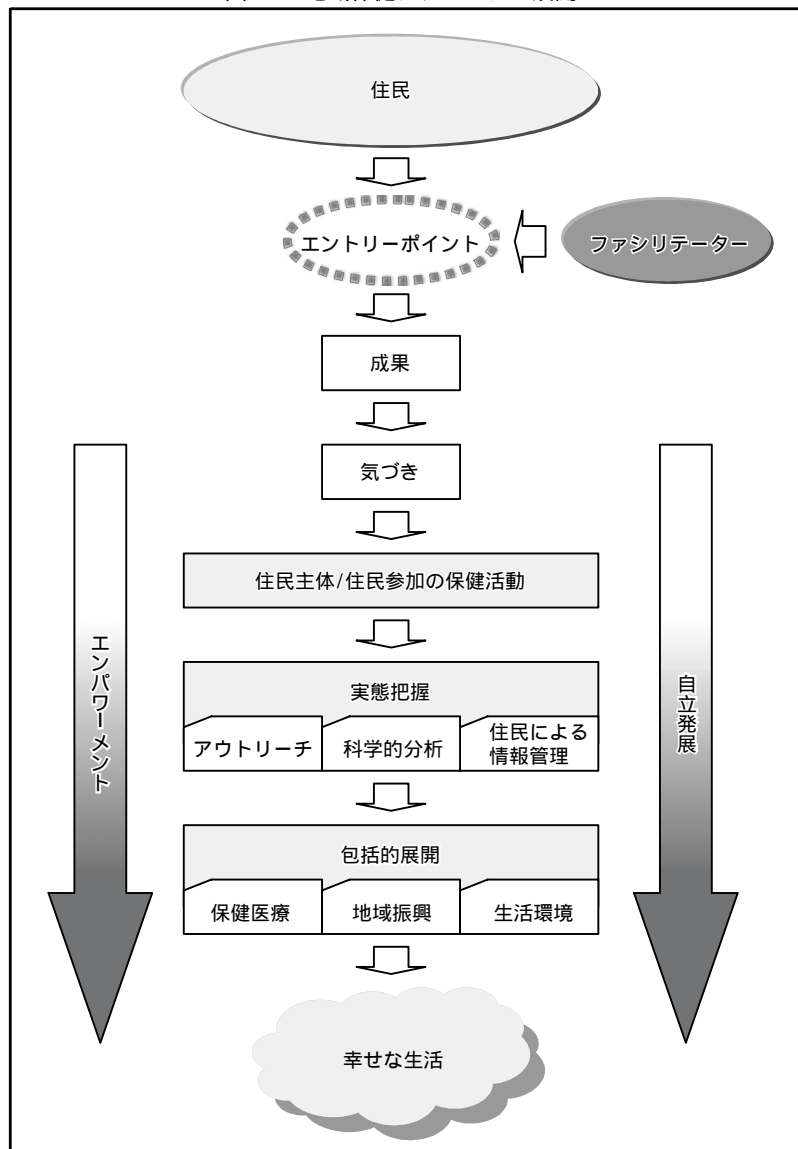 住民
エントリーポイント
ファシリテーター
成果
気づき
住民主体/住民参加の保健活動
エンパワーメント
自立発展
実態把握
アウトリーチ
科学的分析
住民による
情報管理
包括的展開
保健医療
地域振興
生活環境
幸せな生活